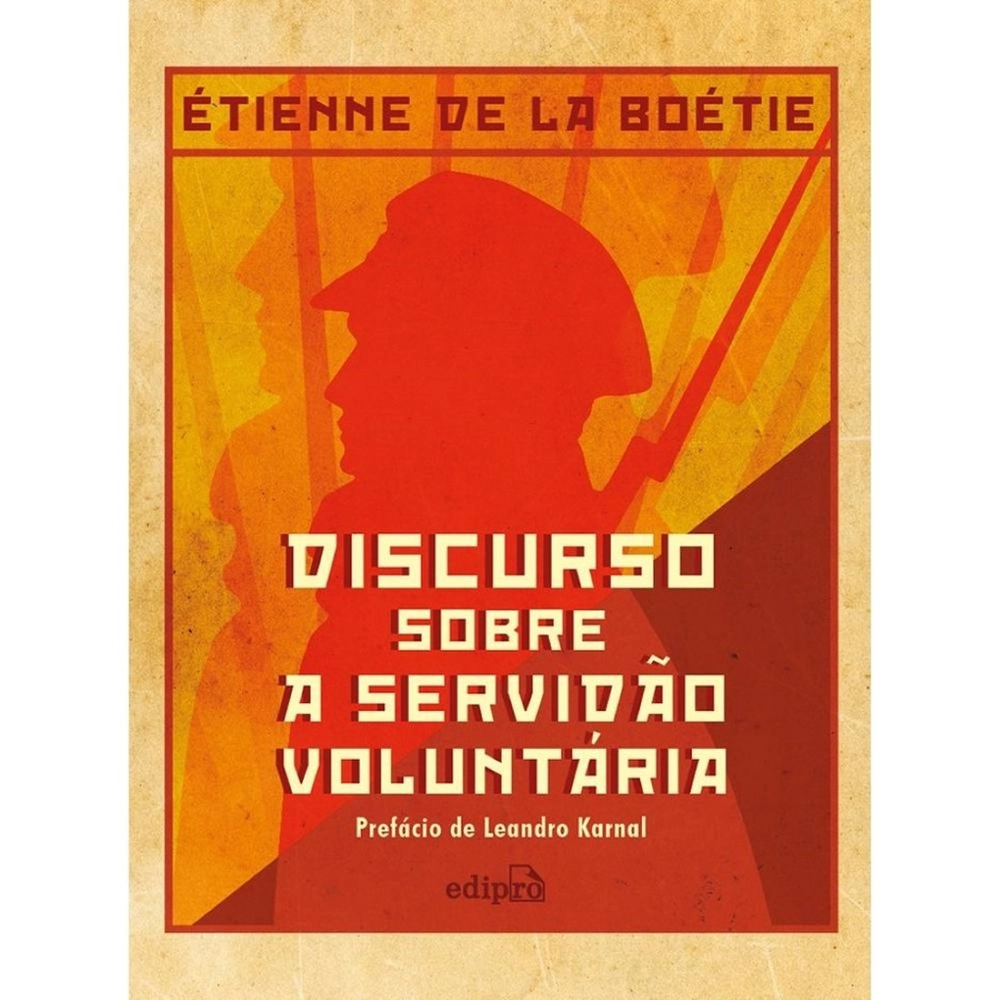 ÉTIENNE DE LA BOÉTIE
DISCURSO
SOBRE
A SERVIDÃO
VOLUNTÁRIA
Prefácio de Leandro Karnal
edipro